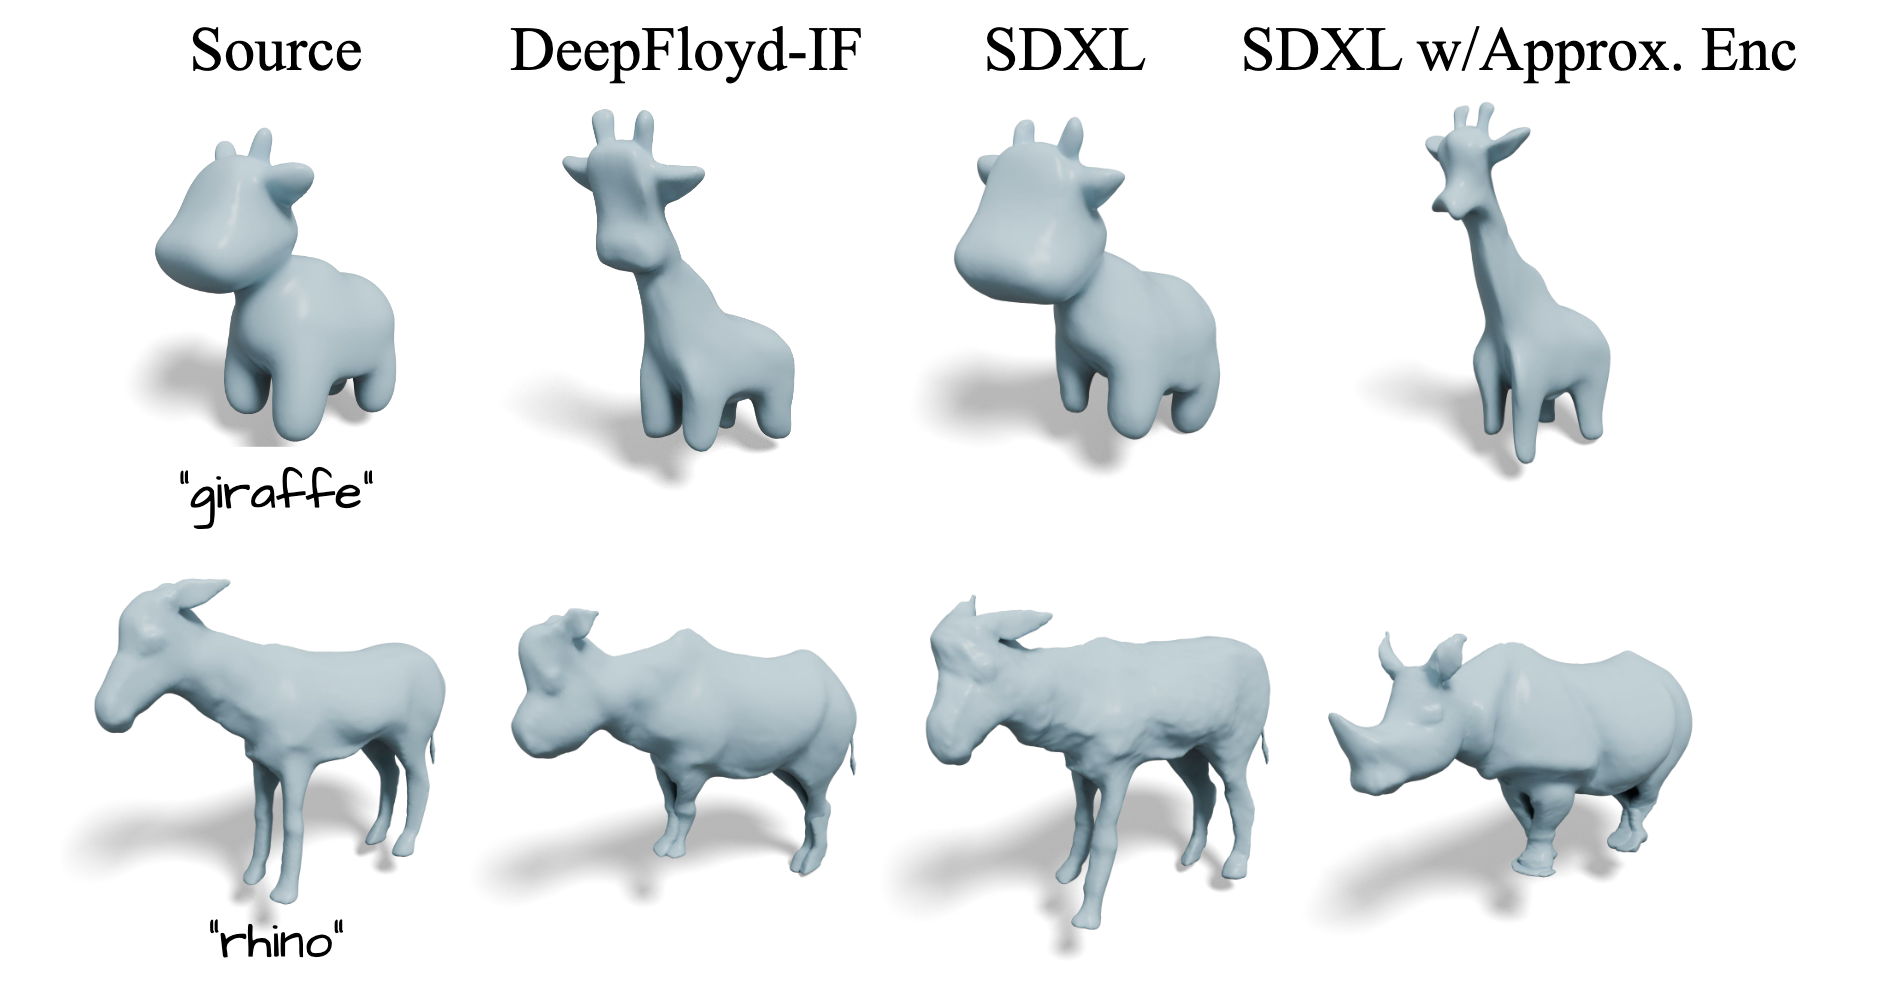 Source DeepFloyd-IF SDXL SDXL w/Approx. Enc
"giraffe"
"rhino"